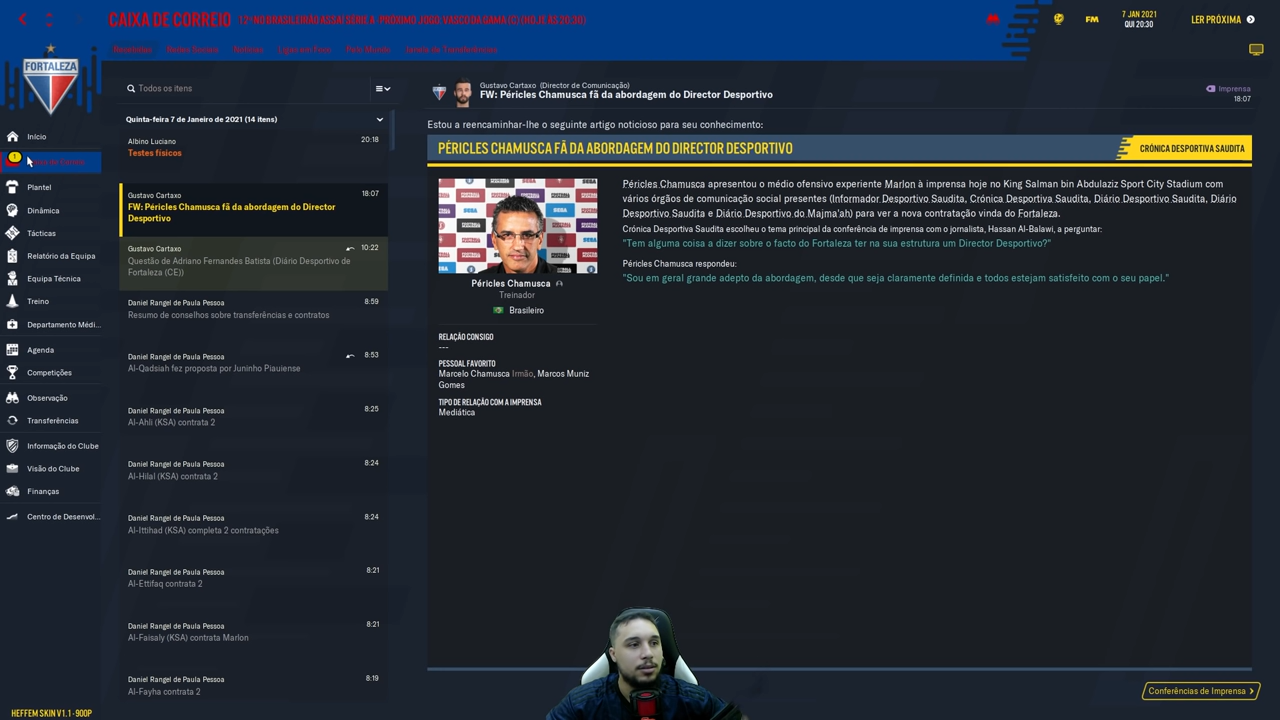 CAIXA DE CORREIO 12º NO BRASILEIRÃO ASSAÍ SÉRIE A · PRÓXIMO JOGO: VASCO DA GAMA (C) (HOJE ÀS 20:30)
FM
7 JAN 2021
QUI 20:30
LER PRÓXIMA
Redes Sociais
Notícias
Ligas em Foco
Pelo Mundo
Janela de Transferências
FORTALEZA
Início
1
Plantel
Dinâmica
Tácticas
Relatório da Equipa
Equipa Técnica
Treino
Departamento Médi...
Agenda
Competições
Observação
Transferências
Informação do Clube
Visão do Clube
Finanças
Centro de Desenvol...
HEFFEM SKIN V1.1 - 900P
Todos os itens
Quinta-feira 7 de Janeiro de 2021 (14 itens)
Albino Luciano 20:18
Testes físicos
Gustavo Cartaxo 18:07
FW: Péricles Chamusca fã da abordagem do Director
Desportivo
Gustavo Cartaxo 10:22
Questão de Adriano Fernandes Batista (Diário Desportivo de
Fortaleza (CE))
Daniel Rangel de Paula Pessoa 8:59
Resumo de conselhos sobre transferências e contratos
Daniel Rangel de Paula Pessoa 8:53
Al-Qadsiah fez proposta por Juninho Piauiense
Daniel Rangel de Paula Pessoa 8:25
Al-Ahli (KSA) contrata 2
Daniel Rangel de Paula Pessoa 8:24
Al-Hilal (KSA) contrata 2
Daniel Rangel de Paula Pessoa 8:24
Al-Ittihad (KSA) completa 2 contratações
Daniel Rangel de Paula Pessoa 8:21
Al-Ettifaq contrata 2
Daniel Rangel de Paula Pessoa 8:21
Al-Faisaly (KSA) contrata Marlon
Daniel Rangel de Paula Pessoa 8:19
Al-Fayha contrata 2
Gustavo Cartaxo (Director de Comunicação)
FW: Péricles Chamusca fã da abordagem do Director Desportivo
Imprensa
18:07
Estou a reencaminhar-lhe o seguinte artigo noticioso para seu conhecimento:
PÉRICLES CHAMUSCA FÃ DA ABORDAGEM DO DIRECTOR DESPORTIVO
CRÓNICA DESPORTIVA SAUDITA
Péricles Chamusca apresentou o médio ofensivo experiente Marlon à imprensa hoje no King Salman bin Abdulaziz Sport City Stadium com
vários órgãos de comunicação social presentes (Informador Desportivo Saudita, Crónica Desportiva Saudita, Diário Desportivo Saudita, Diário
Desportivo Saudita e Diário Desportivo do Majma'ah) para ver a nova contratação vinda do Fortaleza.
Crónica Desportiva Saudita escolheu o tema principal da conferência de imprensa com o jornalista, Hassan Al-Balawi, a perguntar:
"Tem alguma coisa a dizer sobre o facto do Fortaleza ter na sua estrutura um Director Desportivo?"
Péricles Chamusca respondeu:
"Sou em geral grande adepto da abordagem, desde que seja claramente definida e todos estejam satisfeito com o seu papel."
SEGA
Péricles Chamusca
Treinador
Brasileiro
RELAÇÃO CONSIGO
---
PESSOAL FAVORITO
Marcelo Chamusca Irmão, Marcos Muniz
Gomes
TIPO DE RELAÇÃO COM A IMPRENSA
Mediática
Conferências de Imprensa